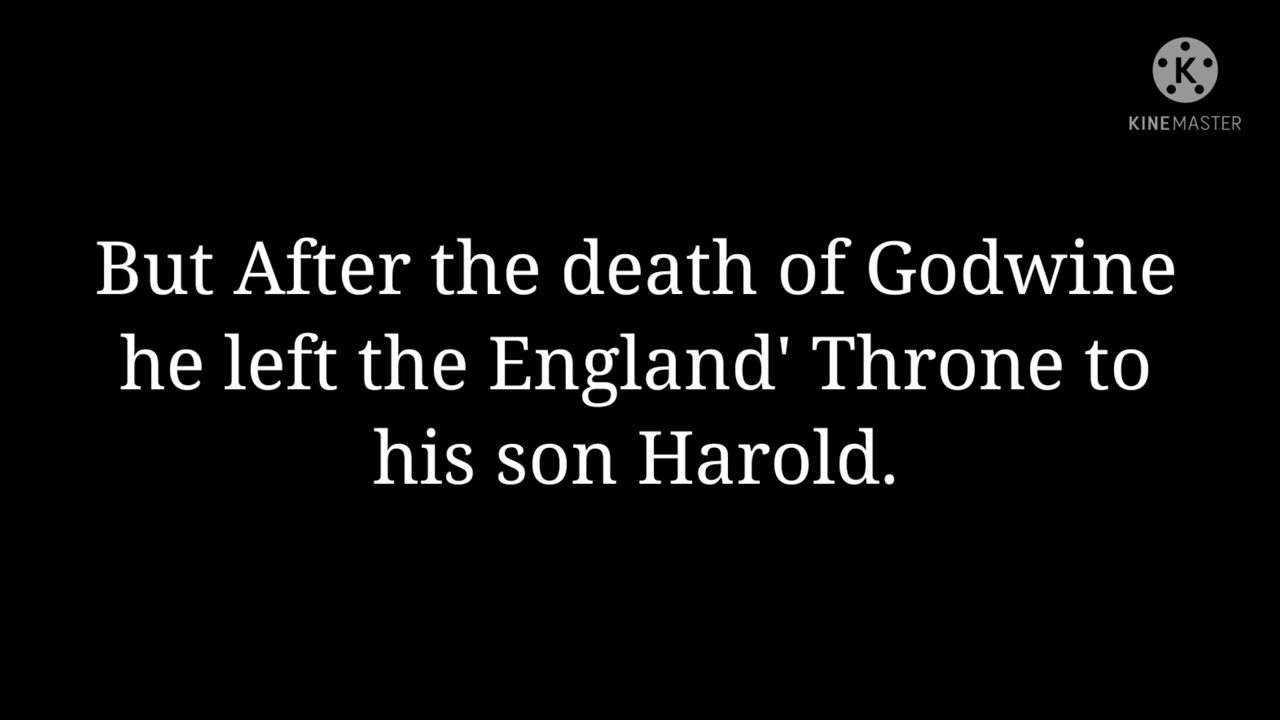 K
KINEMASTER
But After the death of Godwine
he left the England' Throne to
his son Harold.